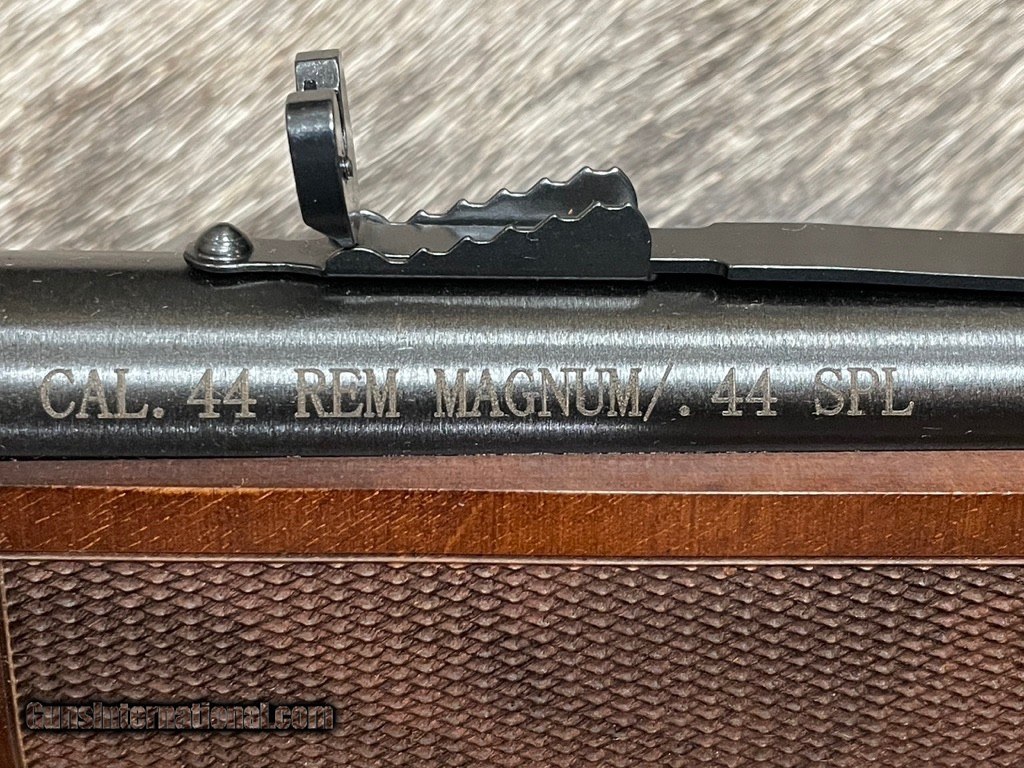 CAL. 44 REM MAGNUM/. 44 SPL
GunsInternational.com